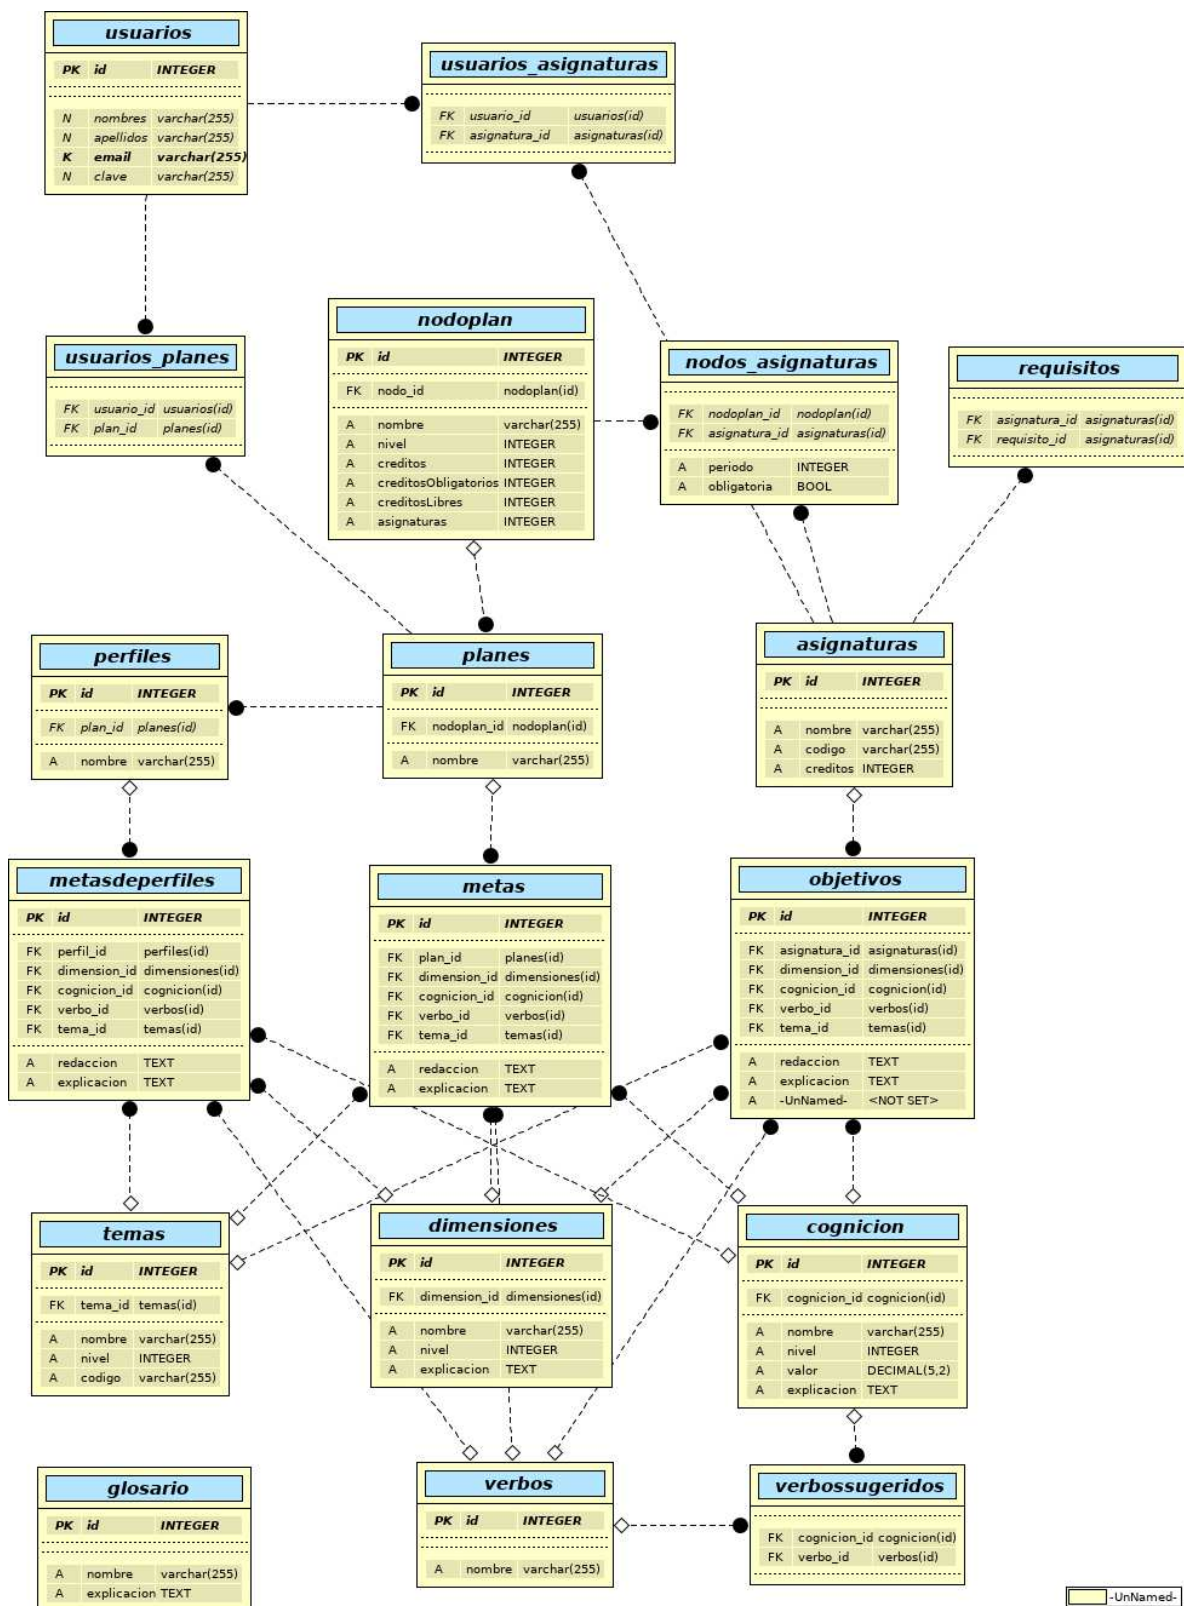 usuarios
PK id INTEGER
N nombres varchar(255)
N apellidos varchar(255)
K email varchar(255)
N clave varchar(255)
usuarios_asignaturas
FK usuario_id usuarios(id)
FK asignatura_id asignaturas(id)
usuarios_planes
FK usuario_id usuarios(id)
FK plan_id planes(id)
nodoplan
PK id INTEGER
FK nodo_id nodoplan(id)
A nombre varchar(255)
A nivel INTEGER
A creditos INTEGER
A creditosObligatorios INTEGER
A creditosLibres INTEGER
A asignaturas INTEGER
nodos_asignaturas
FK nodoplan_id nodoplan(id)
FK asignatura_id asignaturas(id)
A periodo INTEGER
A obligatoria BOOL
requisitos
FK asignatura_id asignaturas(id)
FK requisito_id asignaturas(id)
perfiles
PK id INTEGER
FK plan_id planes(id)
A nombre varchar(255)
planes
PK id INTEGER
FK nodoplan_id nodoplan(id)
A nombre varchar(255)
asignaturas
PK id INTEGER
A nombre varchar(255)
A codigo varchar(255)
A creditos INTEGER
metasdeperfiles
PK id INTEGER
FK perfil_id perfiles(id)
FK dimension_id dimensiones(id)
FK cognicion_id cognicion(id)
FK verbo_id verbos(id)
FK tema_id temas(id)
A redaccion TEXT
A explicacion TEXT
metas
PK id INTEGER
FK plan_id planes(id)
FK dimension_id dimensiones(id)
FK cognicion_id cognicion(id)
FK verbo_id verbos(id)
FK tema_id temas(id)
A redaccion TEXT
A explicacion TEXT
objetivos
PK id INTEGER
FK asignatura_id asignaturas(id)
FK dimension_id dimensiones(id)
FK cognicion_id cognicion(id)
FK verbo_id verbos(id)
FK tema_id temas(id)
A redaccion TEXT
A explicacion TEXT
A -UnNamed- <NOT SET>
temas
PK id INTEGER
FK tema_id temas(id)
A nombre varchar(255)
A nivel INTEGER
A codigo varchar(255)
dimensiones
PK id INTEGER
FK dimension_id dimensiones(id)
A nombre varchar(255)
A nivel INTEGER
A explicacion TEXT
cognicion
PK id INTEGER
FK cognicion_id cognicion(id)
A nombre varchar(255)
A nivel INTEGER
A valor DECIMAL(5,2)
A explicacion TEXT
glosario
PK id INTEGER
A nombre varchar(255)
A explicacion TEXT
verbos
PK id INTEGER
A nombre varchar(255)
verbossugeridos
FK cognicion_id cognicion(id)
FK verbo_id verbos(id)
-UnNamed-